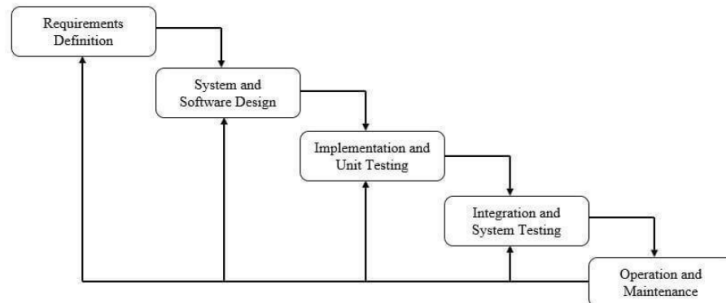 Requirements
Definition
System and
Software Design
Implementation and
Unit Testing
Integration and
System Testing
Operation and
Maintenance